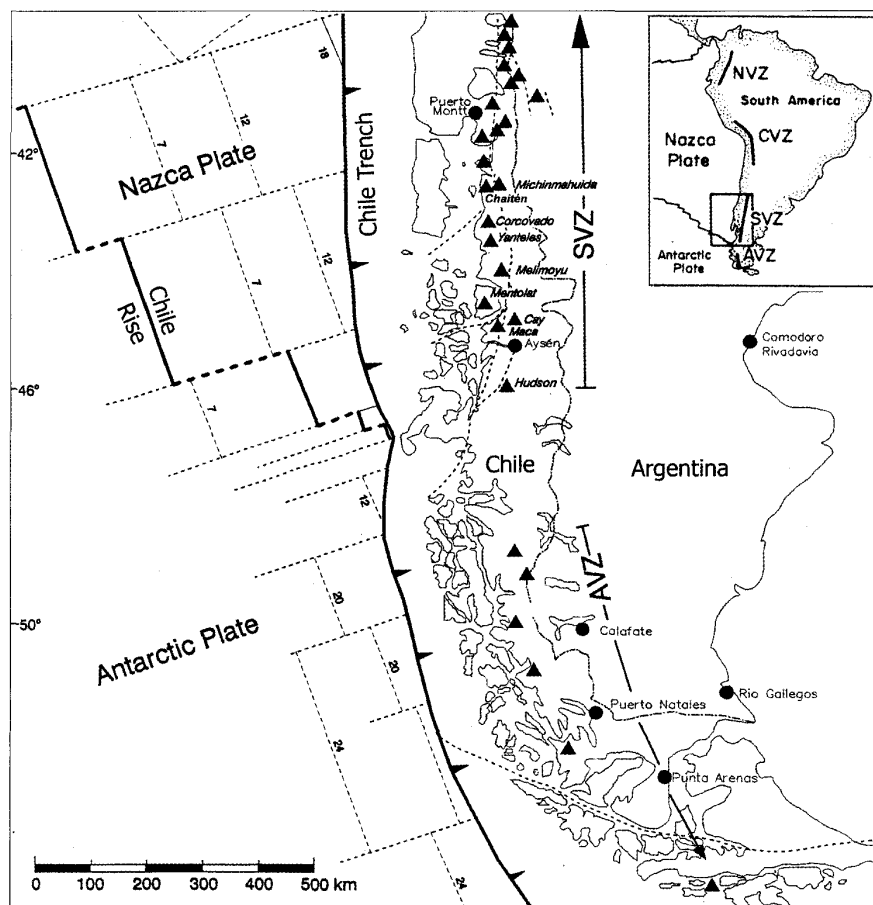 18
12
7
Nazca Plate
42°
Chile Trench
Puerto
Montt
Michinmahuida
Chaitén
Corcovado
Yanteles
Melimoyu
Mentolat
Cay
Maca
Aysén
Hudson
SVZ
NVZ
South America
CVZ
Nazca
Plate
SVZ
Antarctic
Plate
AVZ
12
7
Chile
Rise
46°
7
12
Comodoro
Rivadavia
Chile
Argentina
AVZ
20
50°
Antarctic Plate
20
24
24
Calafate
Puerto Natales
Rio Gallegos
Punta Arenas
0 100 200 300 400 500 km